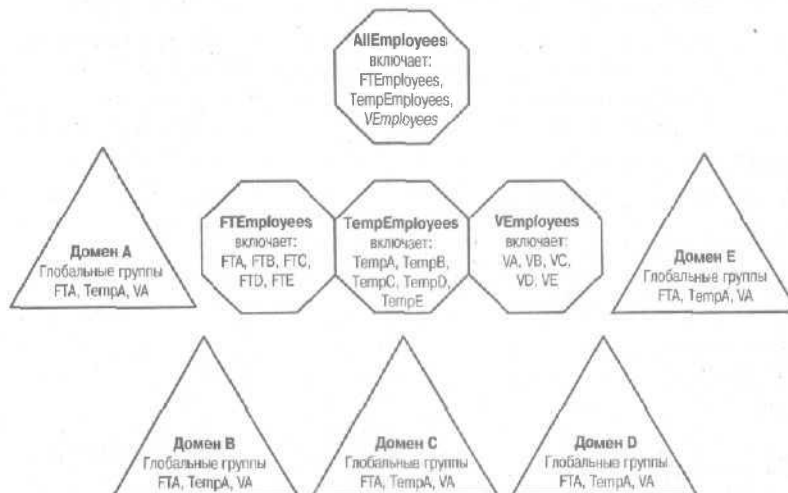 AllEmployees
включает:
FTEmployees,
TempEmployees,
VEmployees
Домен A
Глобальные группы
FTA, TempA, VA
FTEmployees
включает:
FTA, FTB, FTC,
FTD, FTE
TempEmployees
включает:
TempA, TempB,
TempC, TempD,
TempE
VEmployees
включает:
VA, VB, VC,
VD, VE
Домен E
Глобальные группы
FTA, TempA, VA
Домен B
Глобальные группы
FTA, TempA, VA
Домен C
Глобальные группы
FTA, TempA, VA
Домен D
Глобальные группы
FTA, TempA, VA